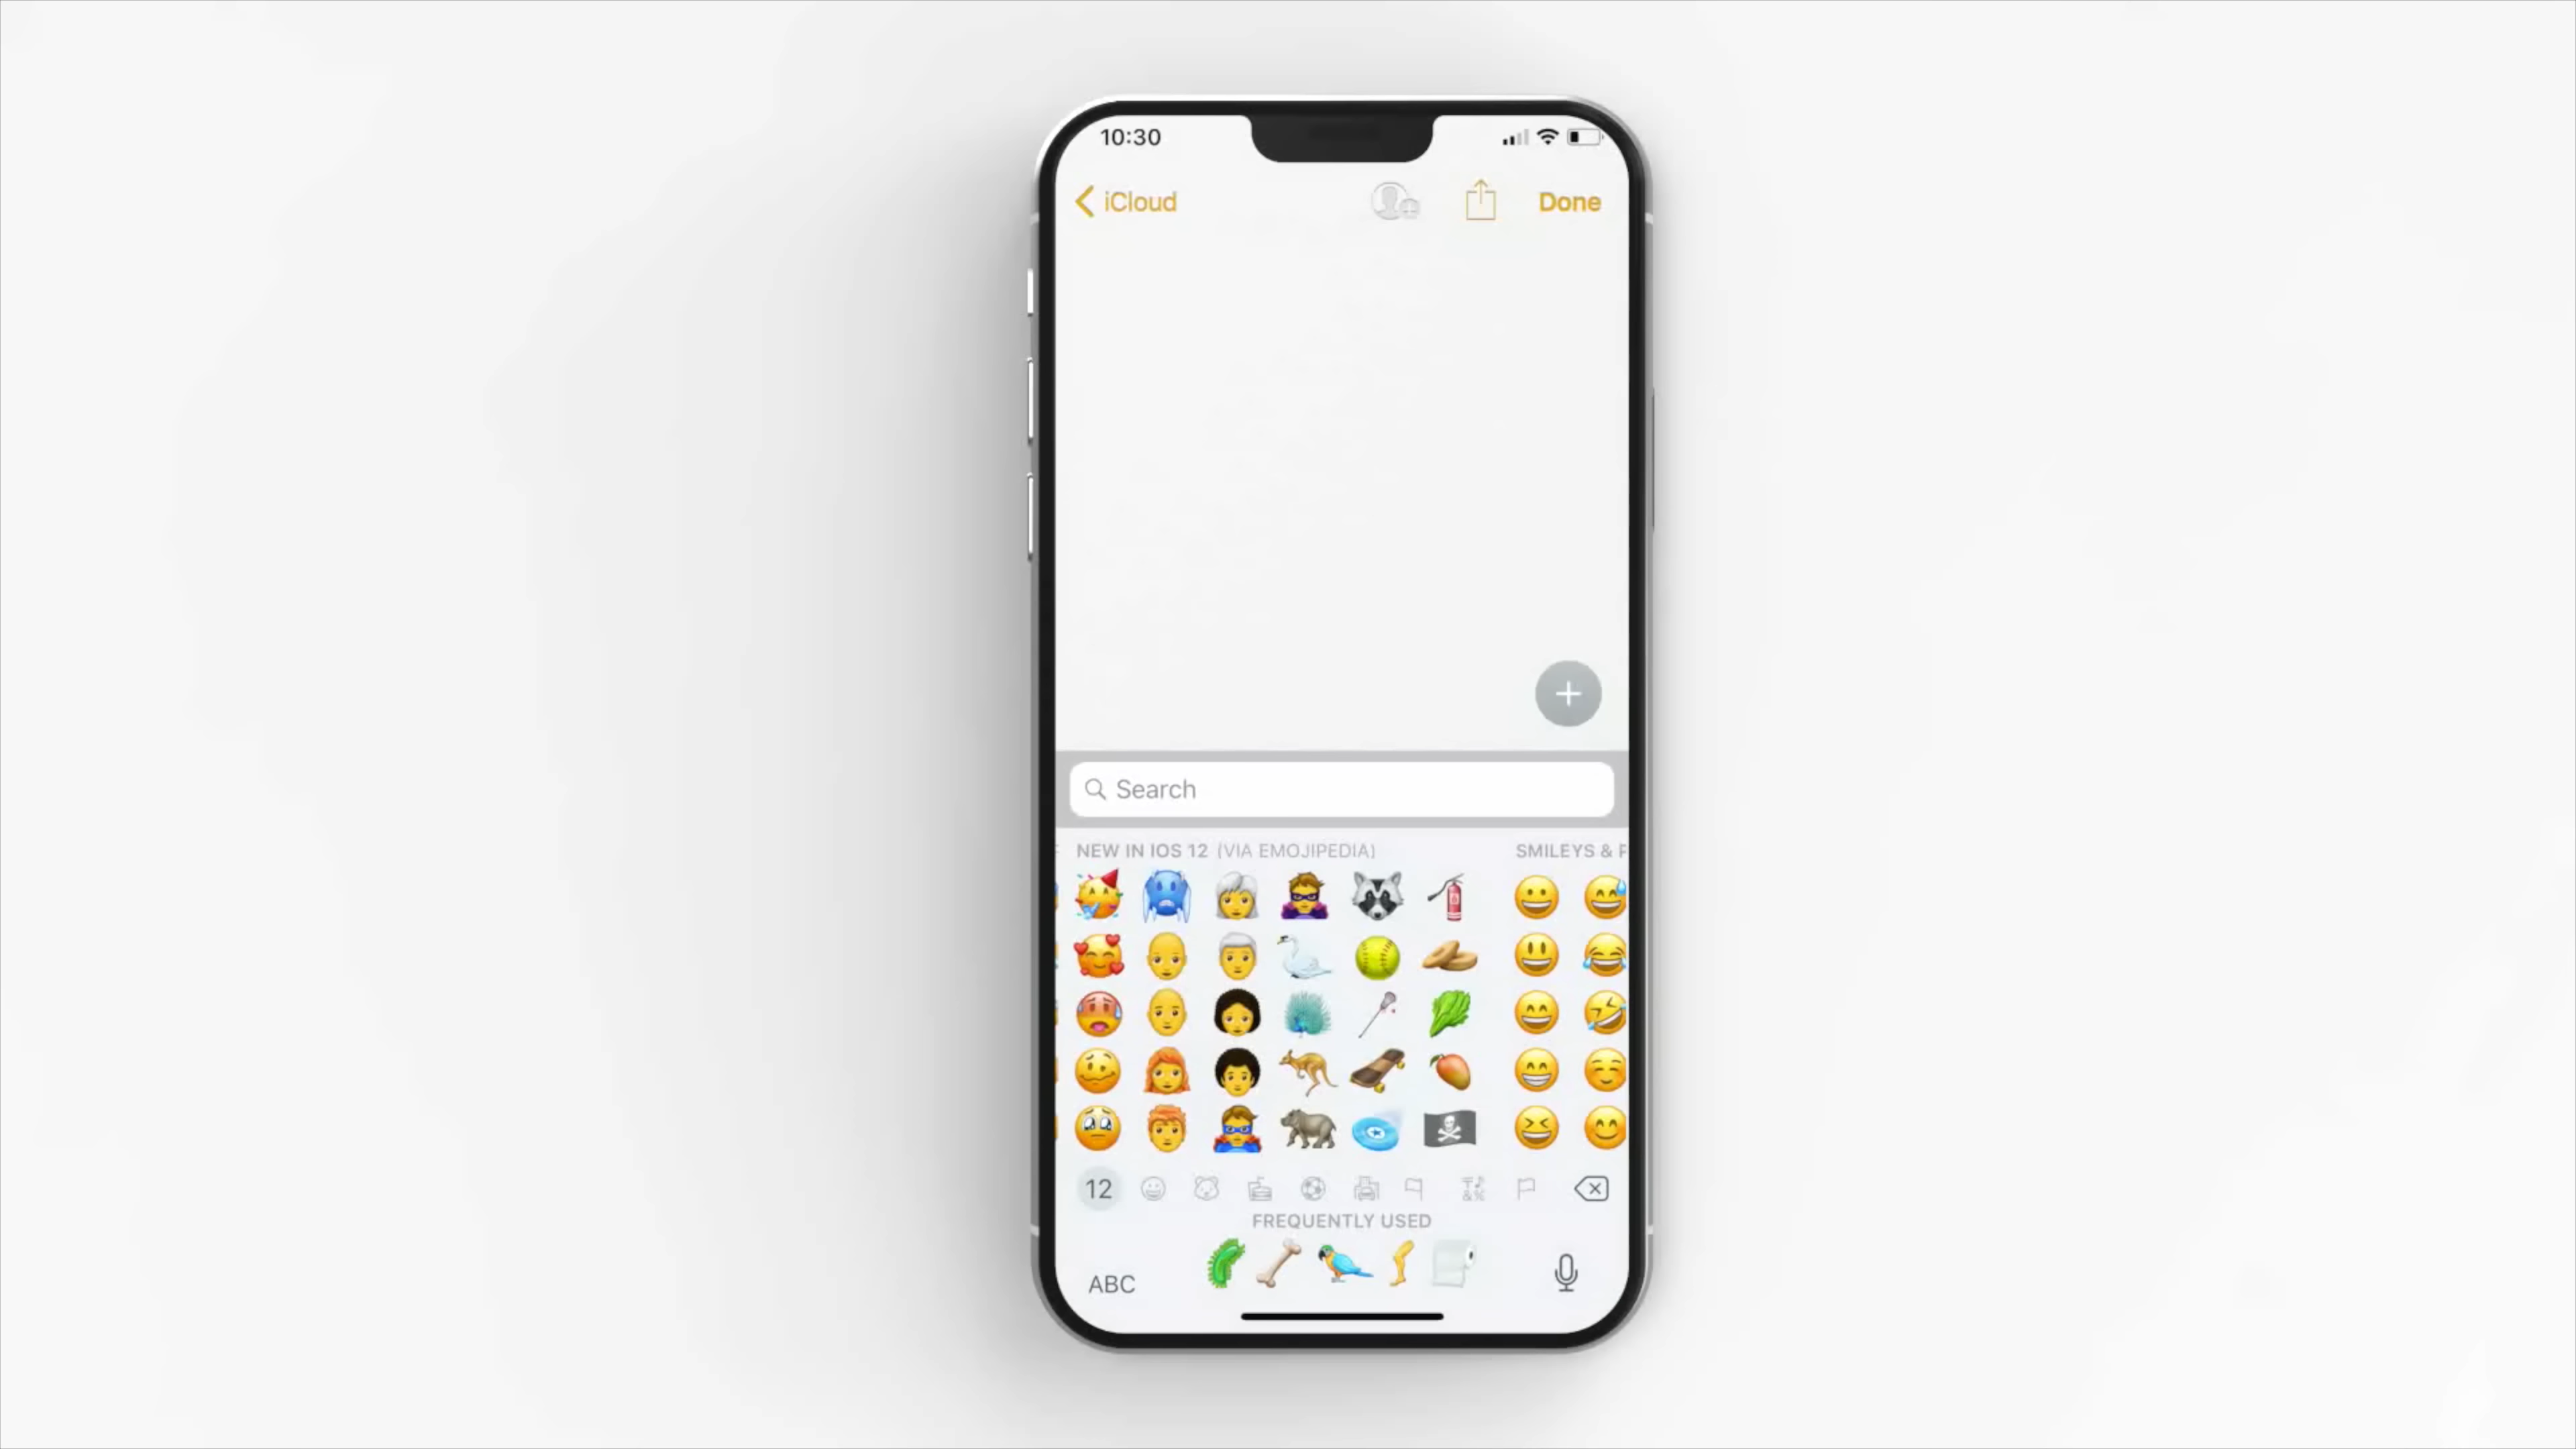 10:30
iCloud
Done
Search
NEW IN IOS 12 (VIA EMOJIPEDIA)
SMILEYS &
12
FREQUENTLY USED
ABC